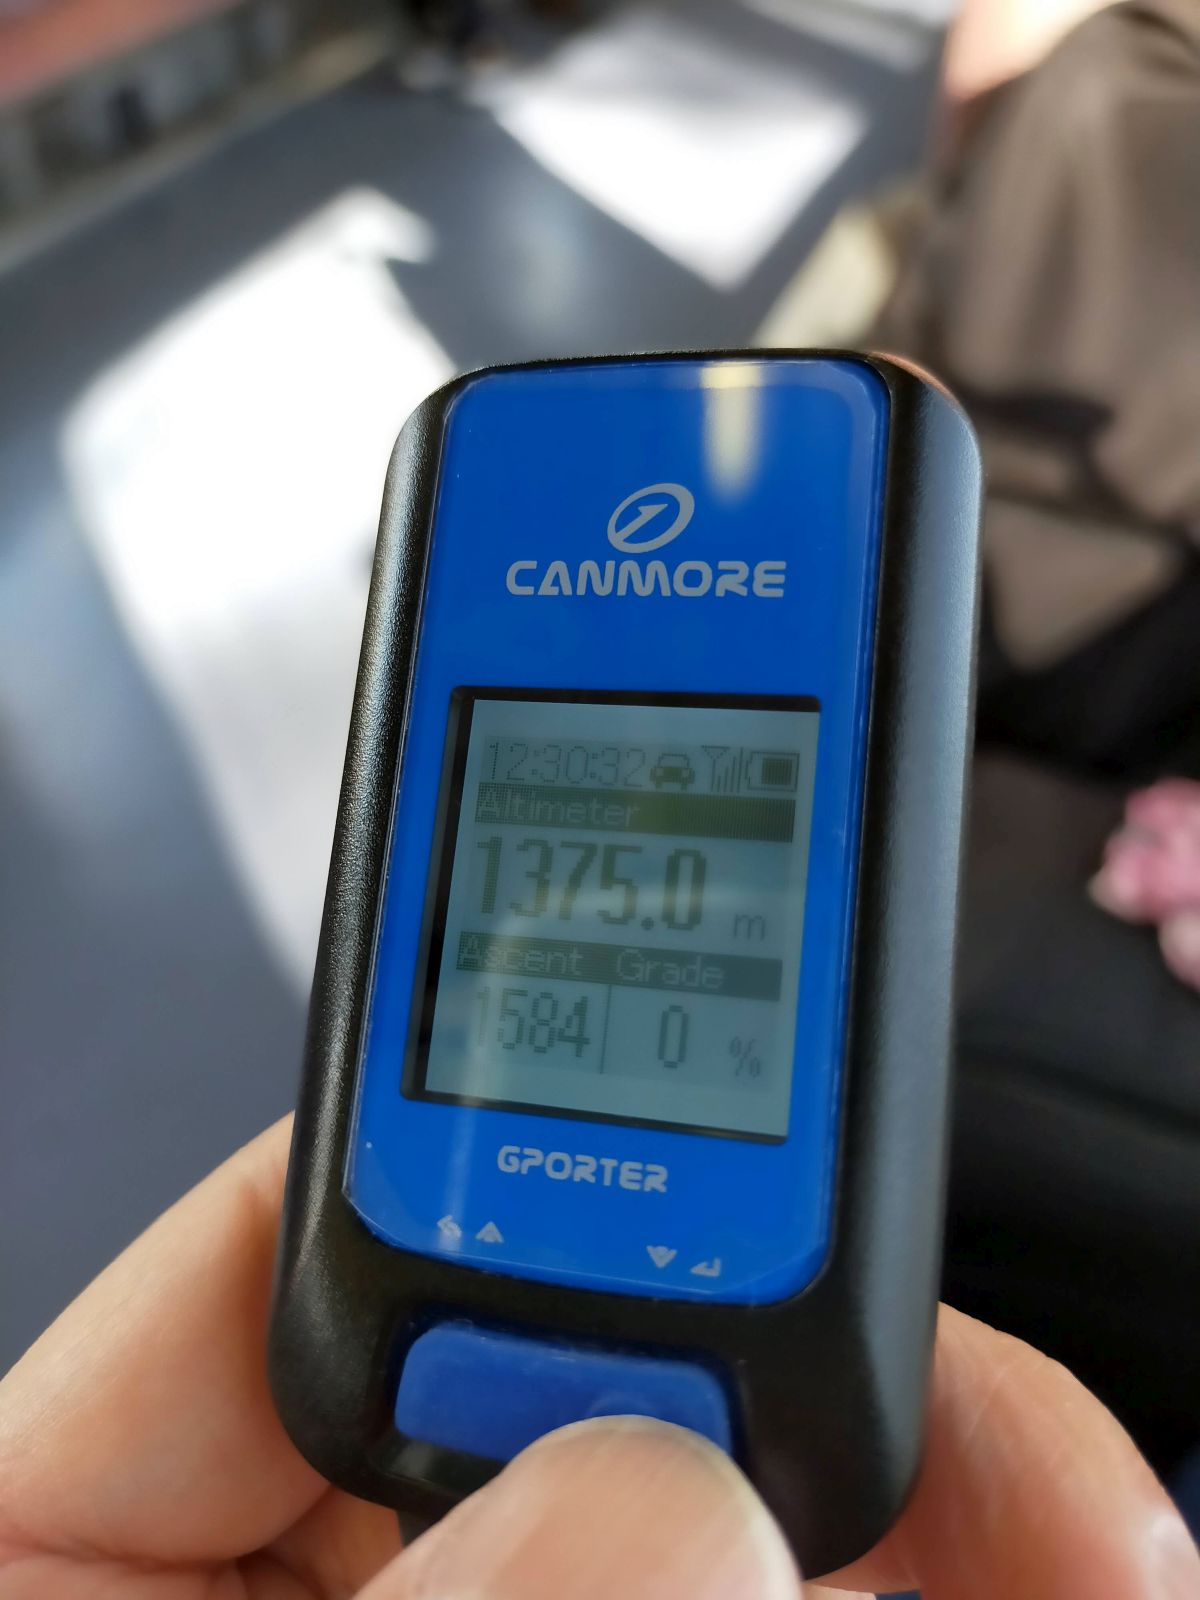 CANMORE
12:30:32
Altimeter
1375.0 m
Ascent Grade
1584 0 %
GPORTER